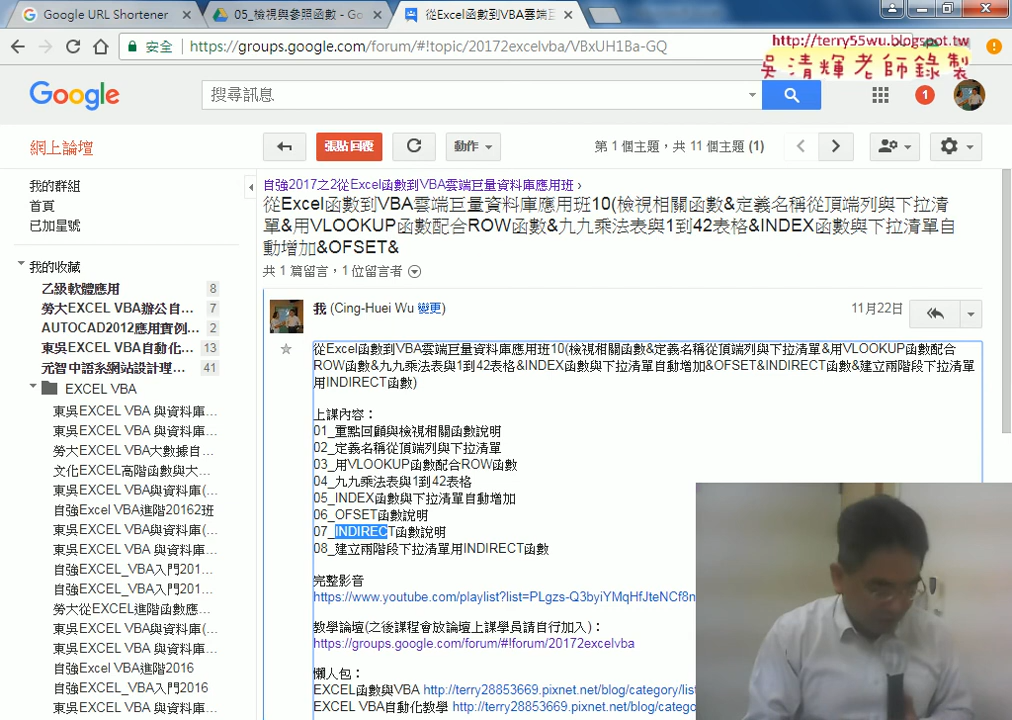 Google URL Shortener
05_檢視與參照函數 - Go
從Excel函數到VBA雲端
安全
https://groups.google.com/forum/#!topic/20172excelvba/VBxUH1Ba-GQ
http://terry55wu.blogspot.tw
吳清輝老師錄製
Google
搜尋訊息
1
網上論壇
張貼回覆
動作
第 1 個主題，共 11 個主題 (1)
我的群組
首頁
已加星號
我的收藏
乙級軟體應用 8
勞大EXCEL VBA辦公自... 7
AUTOCAD2012應用實例... 2
東吳EXCEL VBA自動化... 13
元智中語系網站設計理... 41
EXCEL VBA
東吳EXCEL VBA 與資料庫...
東吳EXCEL VBA 與資料庫...
勞大EXCEL VBA大數據自...
文化EXCEL高階函數與大...
東吳EXCEL VBA與資料庫(...
自強Excel VBA進階20162班
東吳EXCEL VBA與資料庫(...
東吳EXCEL VBA 與資料庫...
自強EXCEL_VBA入門201...
自強EXCEL_VBA入門201...
勞大從EXCEL進階函數應...
東吳EXCEL VBA與資料庫(...
東吳EXCEL VBA 與資料庫...
自強Excel VBA進階2016
自強EXCEL_VBA入門2016
東吳EXCEL VBA與資料庫(...
自強2017之2從Excel函數到VBA雲端巨量資料庫應用班 ›
從Excel函數到VBA雲端巨量資料庫應用班10(檢視相關函數&定義名稱從頂端列與下拉清
單&用VLOOKUP函數配合ROW函數&九九乘法表與1到42表格&INDEX函數與下拉清單自
動增加&OFSET&
共 1 篇留言，1 位留言者
我 (Cing-Huei Wu 變更)
11月22日
從Excel函數到VBA雲端巨量資料庫應用班10(檢視相關函數&定義名稱從頂端列與下拉清單&用VLOOKUP函數配合
ROW函數&九九乘法表與1到42表格&INDEX函數與下拉清單自動增加&OFSET&INDIRECT函數&建立兩階段下拉清單
用INDIRECT函數)
上課內容：
01_重點回顧與檢視相關函數說明
02_定義名稱從頂端列與下拉清單
03_用VLOOKUP函數配合ROW函數
04_九九乘法表與1到42表格
05_INDEX函數與下拉清單自動增加
06_OFSET函數說明
07_INDIRECT函數說明
08_建立兩階段下拉清單用INDIRECT函數
完整影音
https://www.youtube.com/playlist?list=PLgzs-Q3byiYMqHfJteNCf8n
教學論壇(之後課程會放論壇上課學員請自行加入)：
https://groups.google.com/forum/#!forum/20172excelvba
懶人包：
EXCEL函數與VBA http://terry28853669.pixnet.net/blog/category/list
EXCEL VBA自動化教學 http://terry28853669.pixnet.net/blog/catego